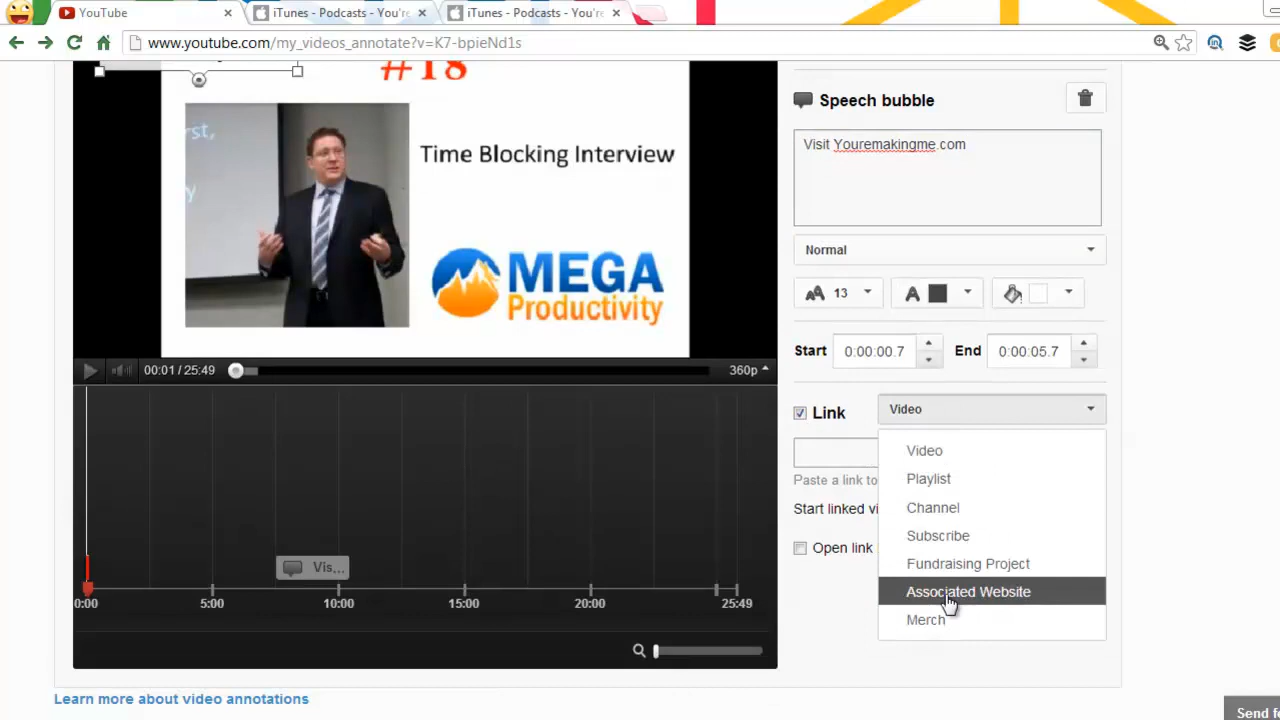 YouTube
iTunes - Podcasts - You're
iTunes - Podcasts - You're
www.youtube.com/my_videos_annotate?v=K7-bpieNd1s
#18
Time Blocking Interview
MEGA
Productivity
rst,
y
00:01 / 25:49
360p
Vis...
0:00
5:00
10:00
15:00
20:00
25:49
Learn more about video annotations
Speech bubble
Visit Youremakingme.com
Normal
13
Start
0:00:00.7
End
0:00:05.7
Link
Video
Video
Playlist
Channel
Subscribe
Fundraising Project
Associated Website
Merch
Paste a link to
Start linked vi
Open link
Send fe